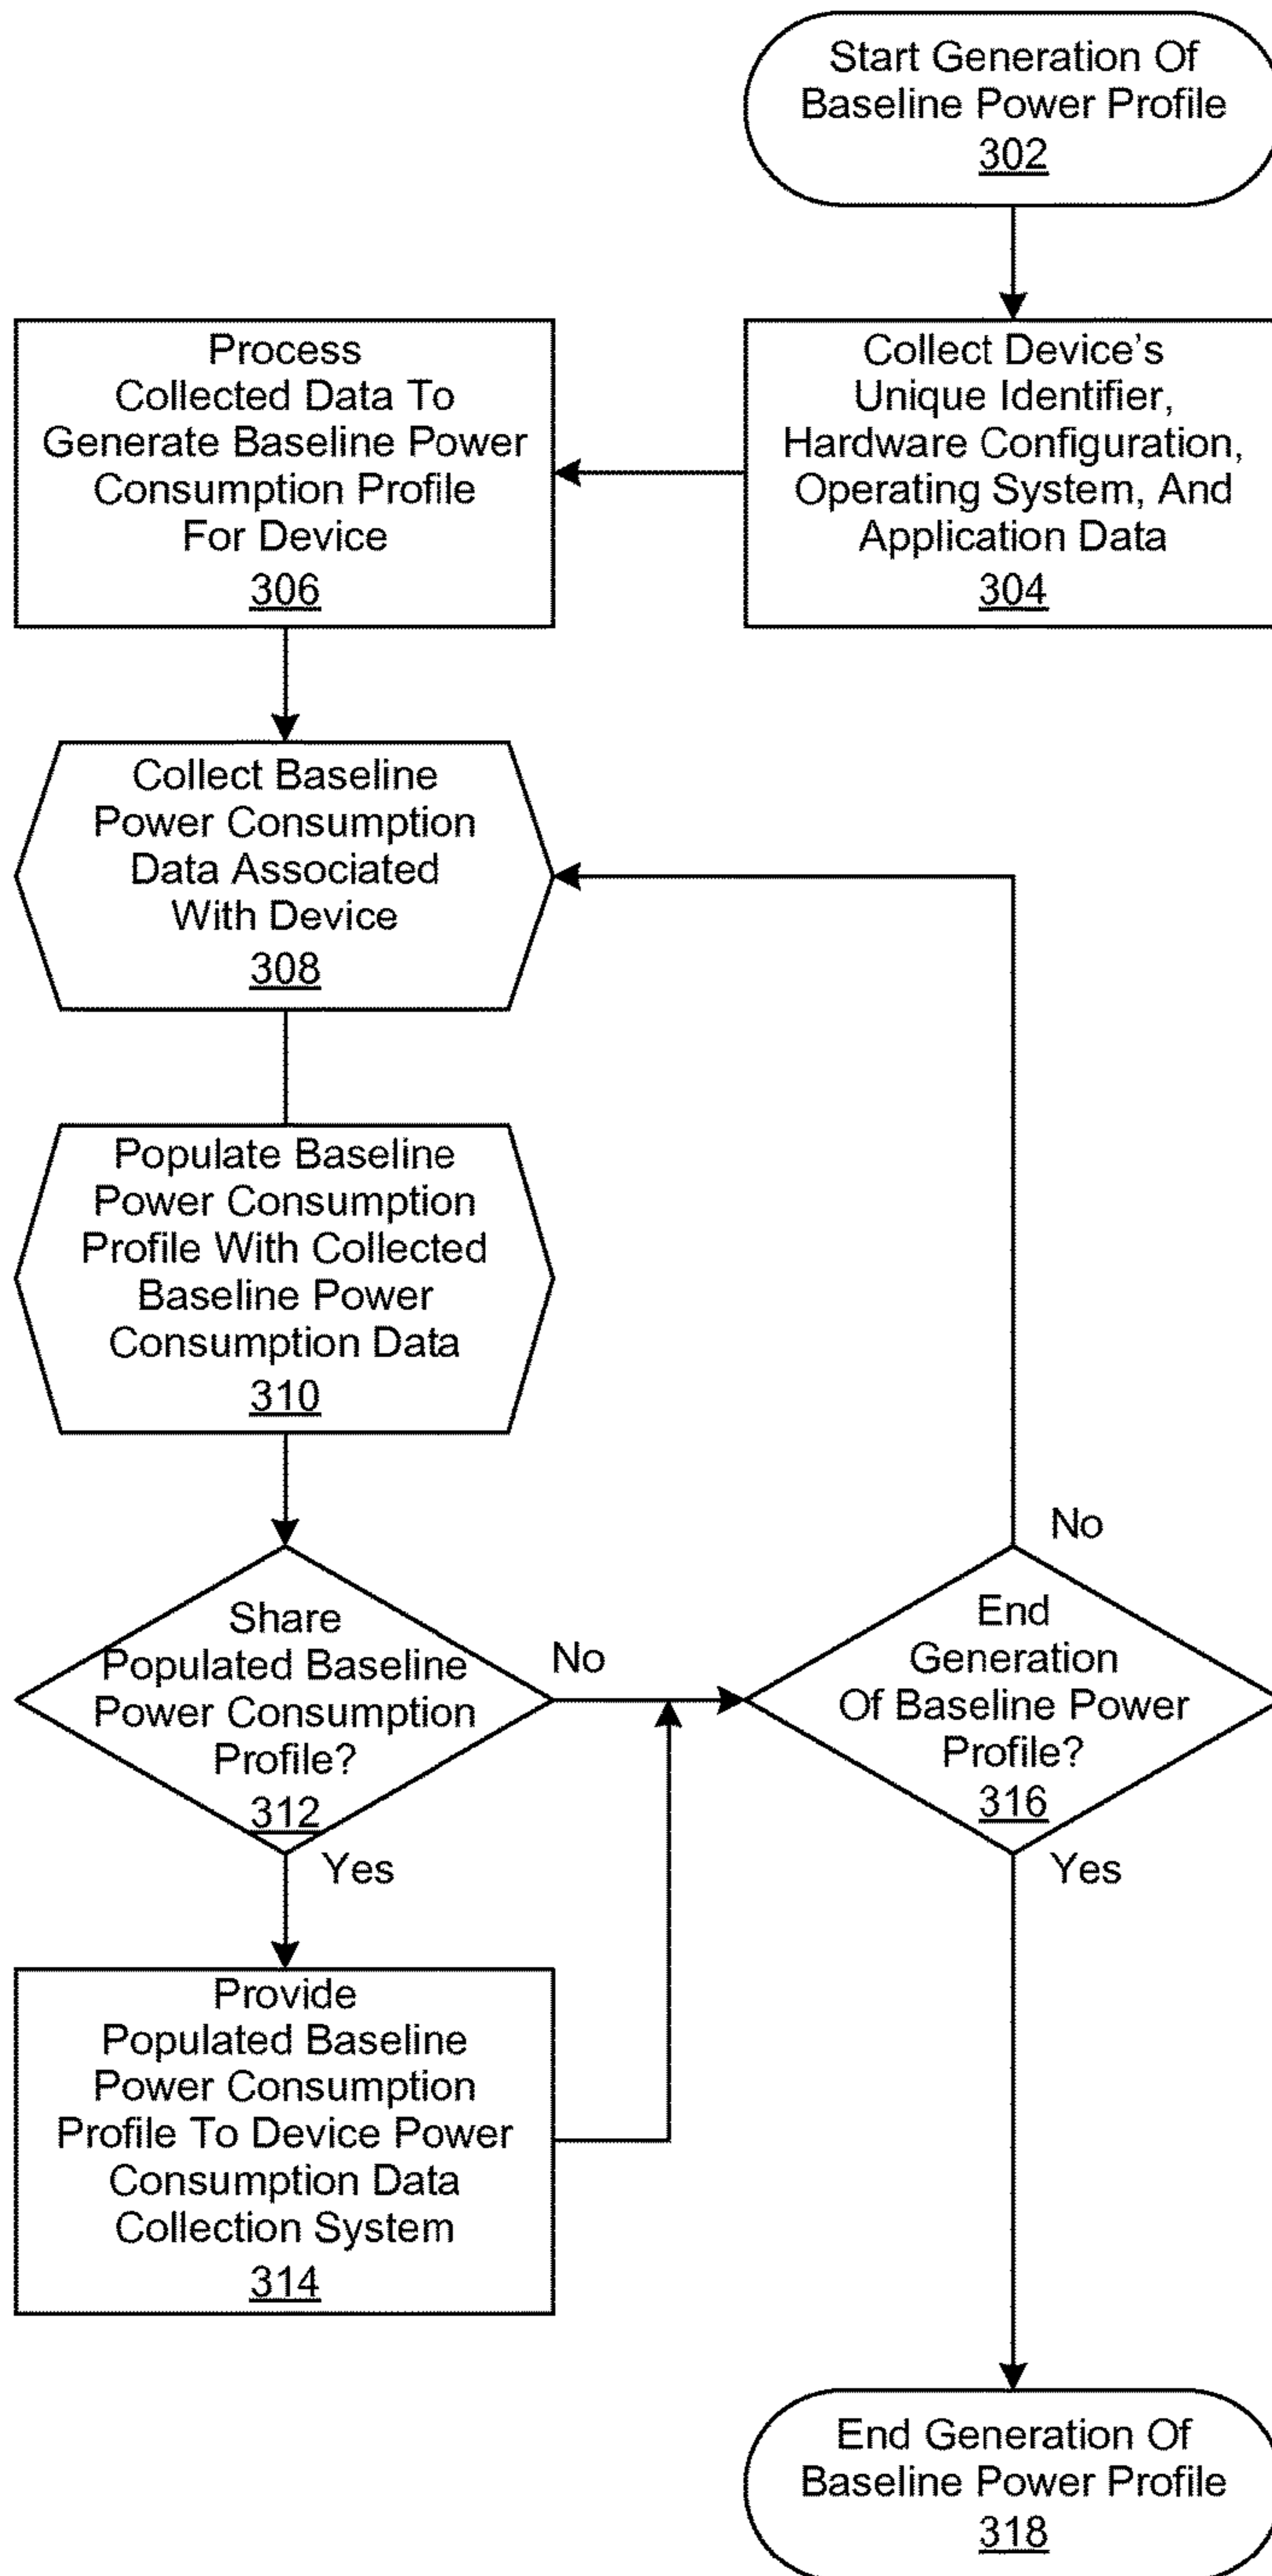 Start Generation Of
Baseline Power Profile
302
Collect Device's
Unique Identifier,
Hardware Configuration,
Operating System, And
Application Data
304
Process
Collected Data To
Generate Baseline Power
Consumption Profile
For Device
306
Collect Baseline
Power Consumption
Data Associated
With Device
308
Populate Baseline
Power Consumption
Profile With Collected
Baseline Power
Consumption Data
310
Share
Populated Baseline
Power Consumption
Profile?
312
No
Yes
Provide
Populated Baseline
Power Consumption
Profile To Device Power
Consumption Data
Collection System
314
No
End
Generation
Of Baseline Power
Profile?
316
Yes
End Generation Of
Baseline Power Profile
318